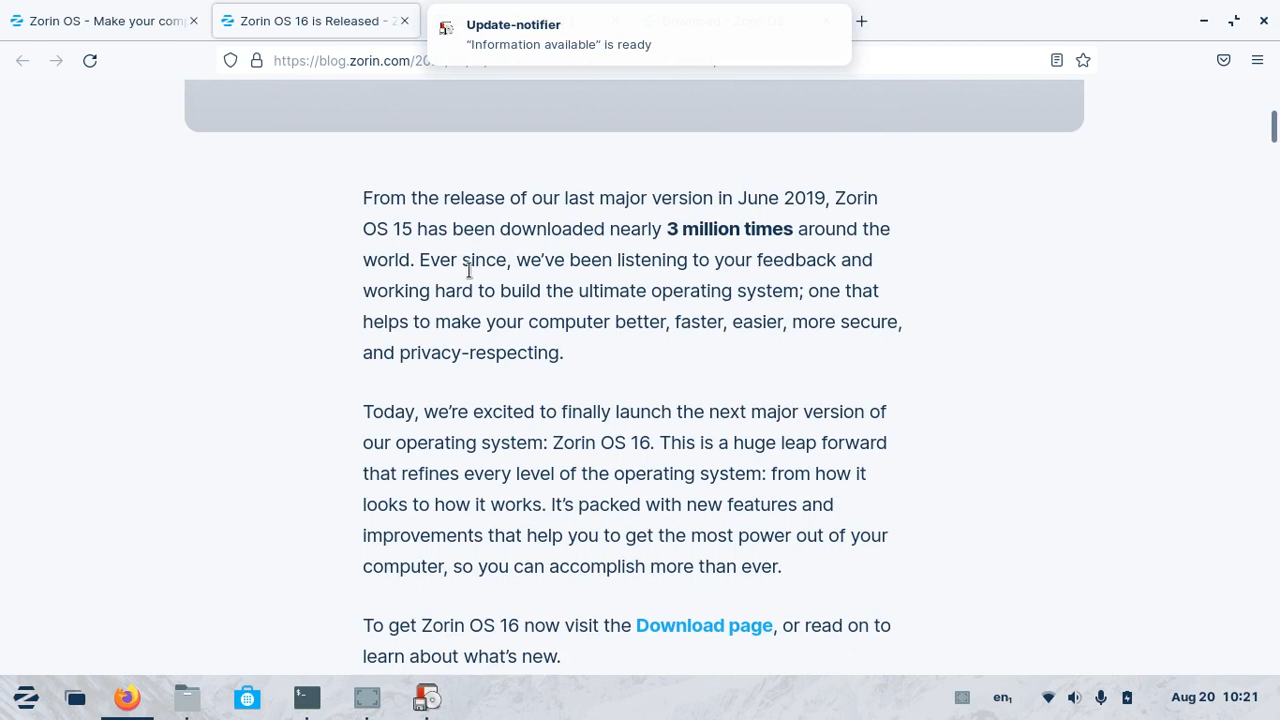 Zorin OS - Make your com
Zorin OS 16 is Released -
Update-notifier
“Information available” is ready
https://blog.zorin.com/20
From the release of our last major version in June 2019, Zorin
OS 15 has been downloaded nearly 3 million times around the
world. Ever since, we’ve been listening to your feedback and
working hard to build the ultimate operating system; one that
helps to make your computer better, faster, easier, more secure,
and privacy-respecting.
Today, we’re excited to finally launch the next major version of
our operating system: Zorin OS 16. This is a huge leap forward
that refines every level of the operating system: from how it
looks to how it works. It’s packed with new features and
improvements that help you to get the most power out of your
computer, so you can accomplish more than ever.
To get Zorin OS 16 now visit the Download page, or read on to
learn about what’s new.
en₁
Aug 20 10:21